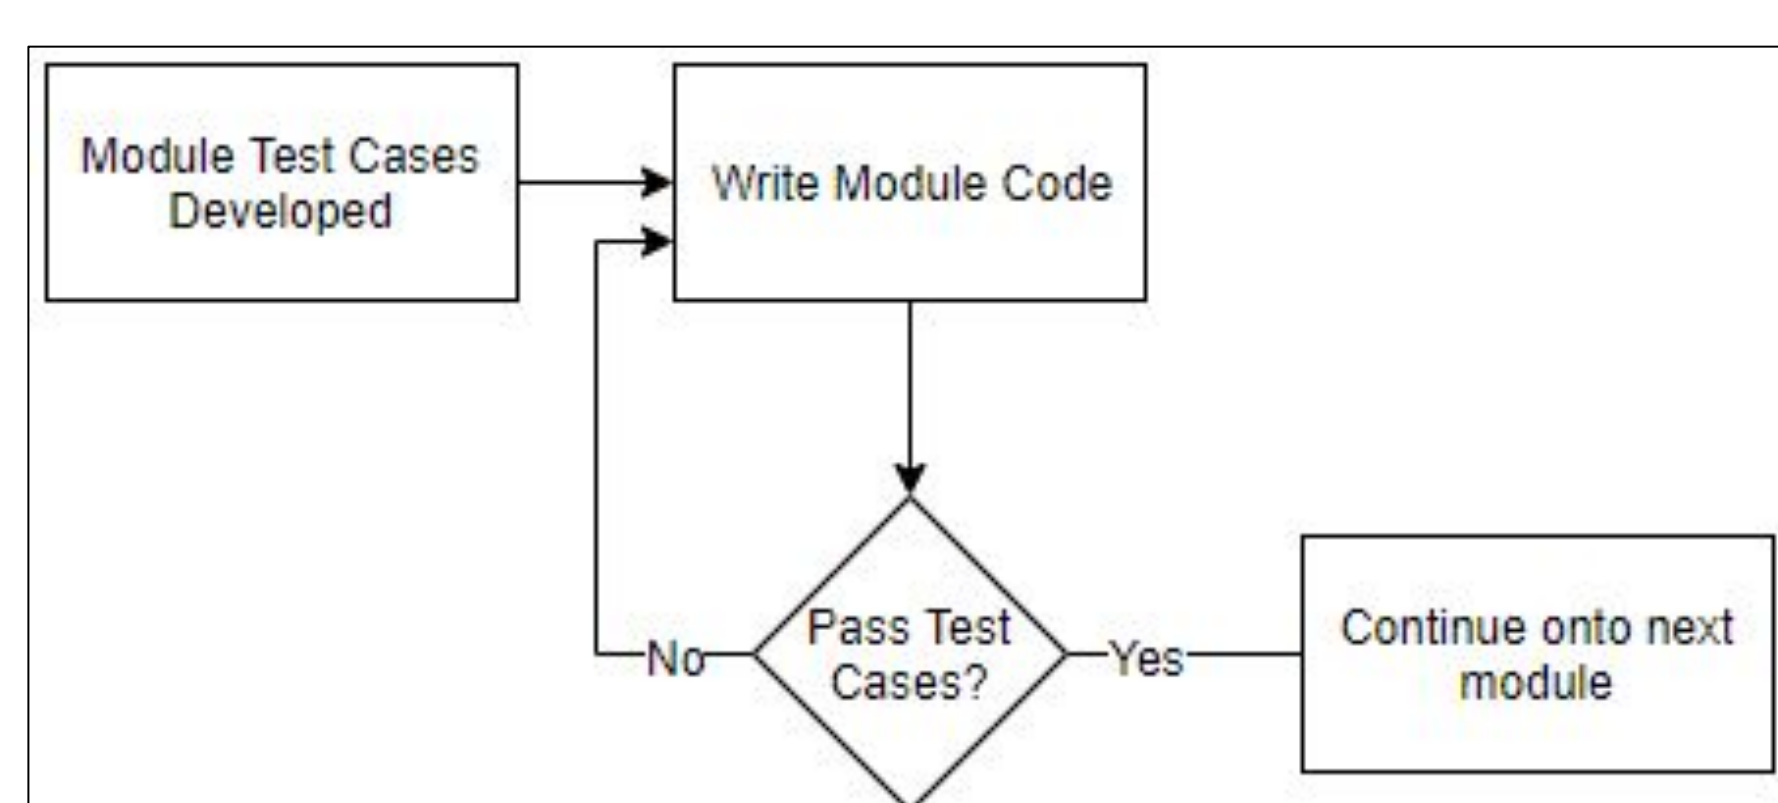 Module Test Cases
Developed
Write Module Code
Pass Test
Cases?
No
Yes
Continue onto next
module